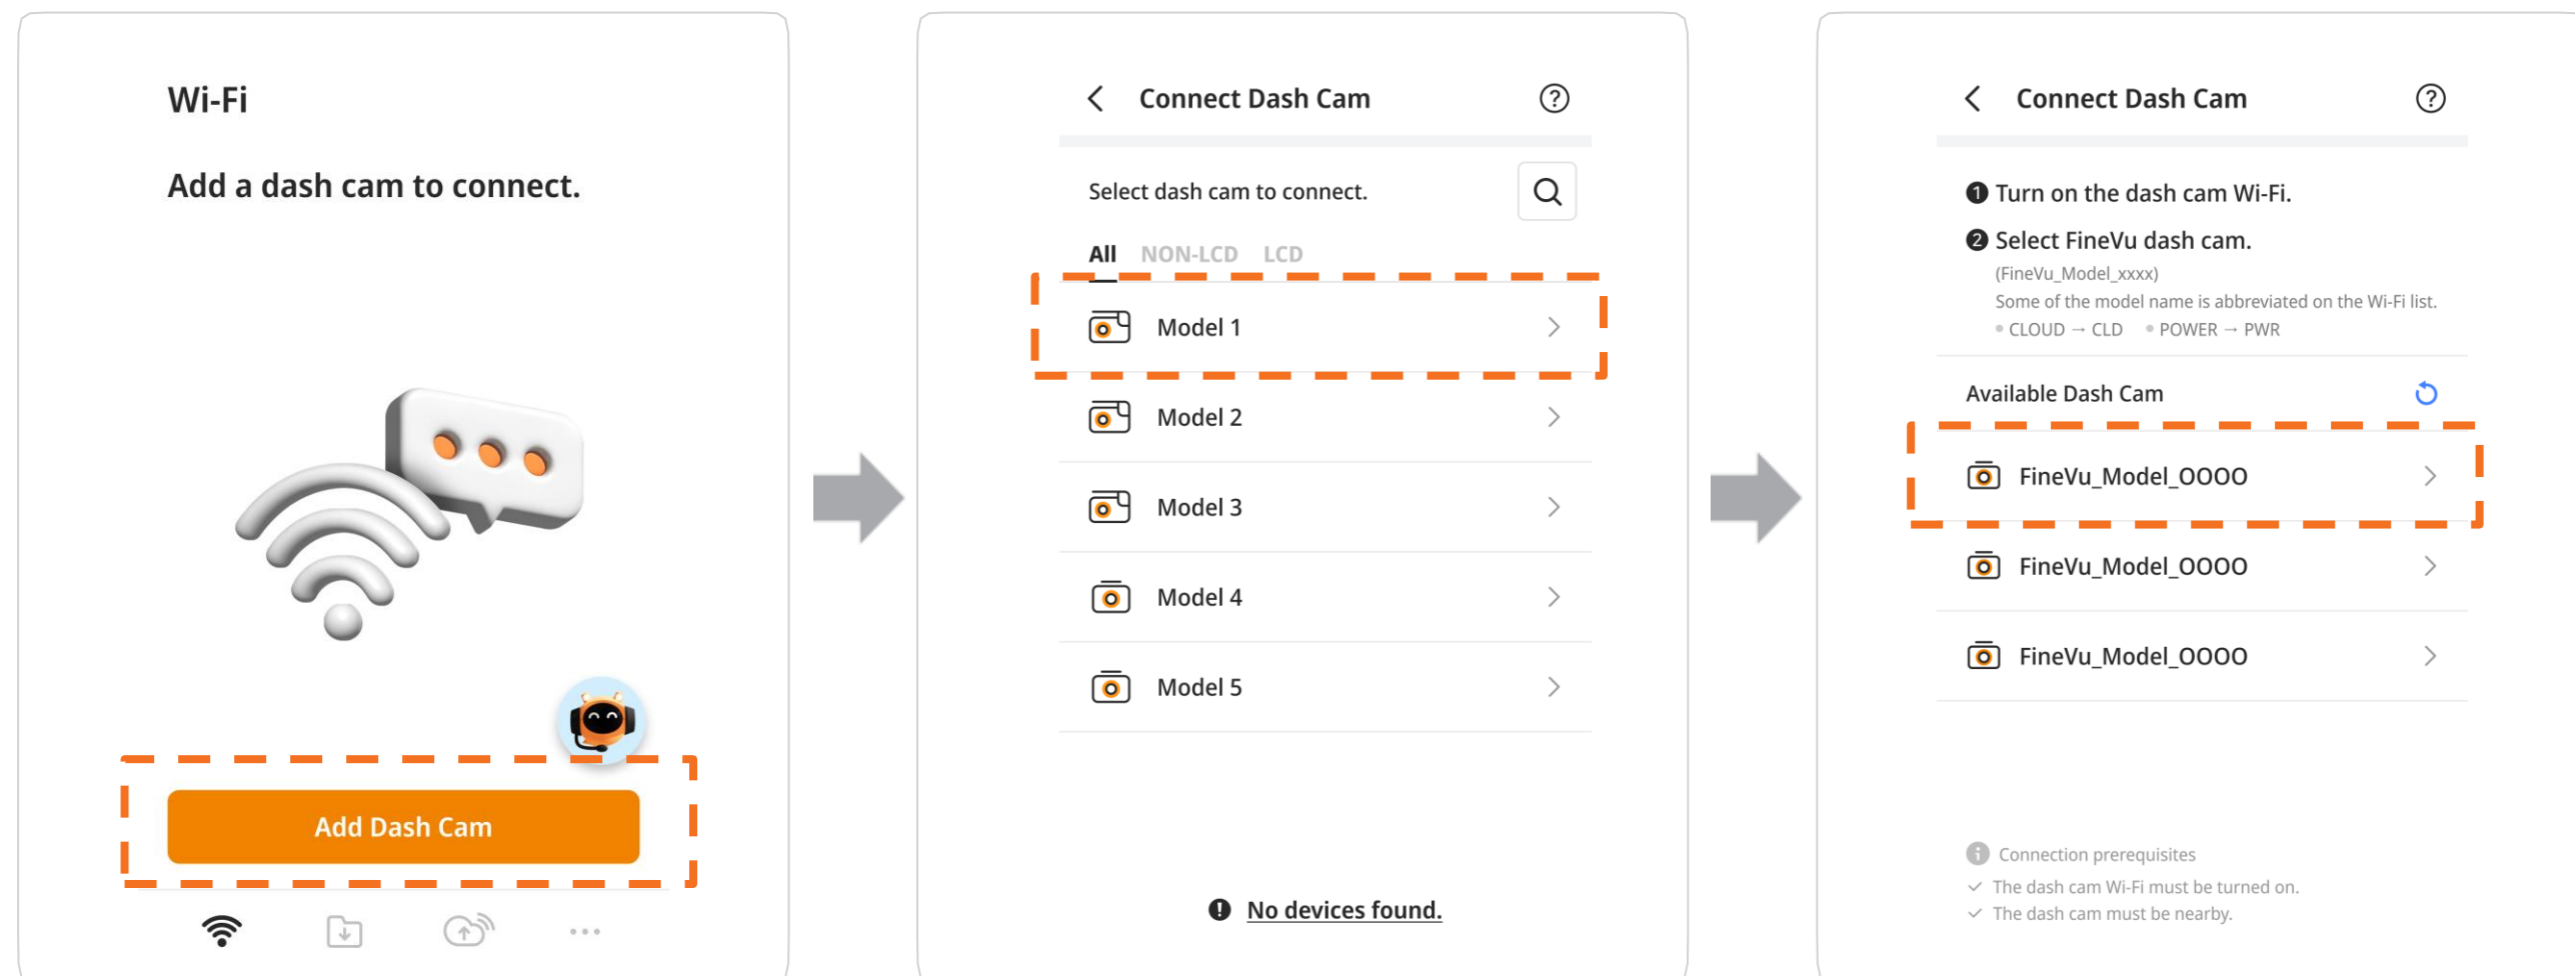 Wi-Fi
Add a dash cam to connect.
Add Dash Cam
Connect Dash Cam
Select dash cam to connect.
All NON-LCD LCD
Model 1
Model 2
Model 3
Model 4
Model 5
No devices found.
Connect Dash Cam
1 Turn on the dash cam Wi-Fi.
2 Select FineVu dash cam.
(FineVu_Model_xxxx)
Some of the model name is abbreviated on the Wi-Fi list.
• CLOUD → CLD • POWER → PWR
Available Dash Cam
FineVu_Model_OOOO
FineVu_Model_OOOO
FineVu_Model_OOOO
Connection prerequisites
✓ The dash cam Wi-Fi must be turned on.
✓ The dash cam must be nearby.